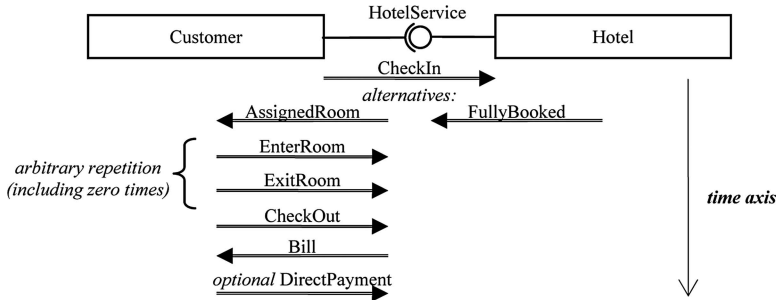 HotelService
Customer
Hotel
CheckIn
alternatives:
AssignedRoom
FullyBooked
EnterRoom
arbitrary repetition
(including zero times)
ExitRoom
time axis
CheckOut
Bill
optional DirectPayment